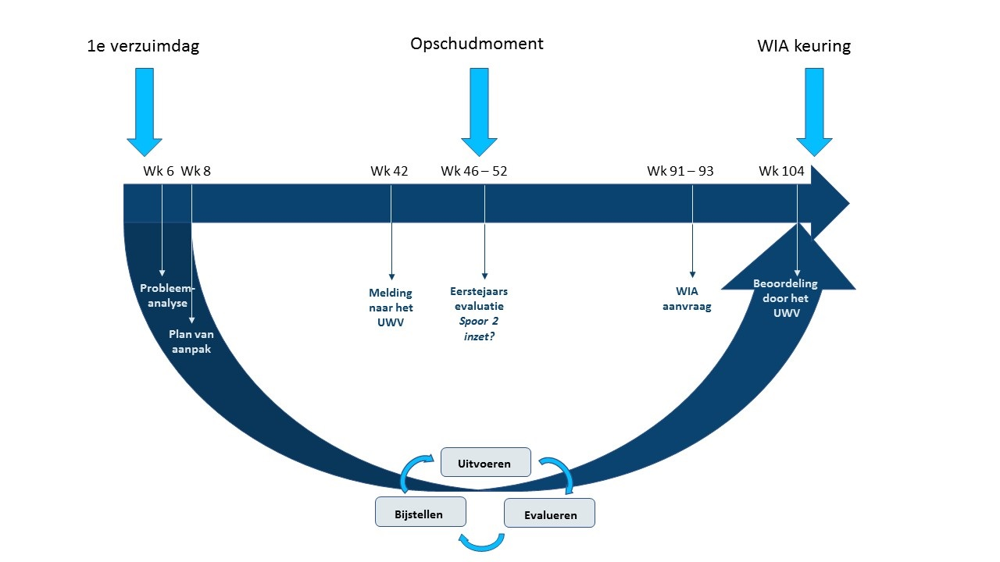 1e verzuimdag
Opschudmoment
WIA keuring
Wk 6
Wk 8
Wk 42
Wk 46 – 52
Wk 91 – 93
Wk 104
Probleem-
analyse
Plan van
aanpak
Melding
naar het
UWV
Eerstejaars
evaluatie
Spoor 2
inzet?
WIA
aanvraag
Beoordeling
door het
UWV
Uitvoeren
Bijstellen
Evalueren